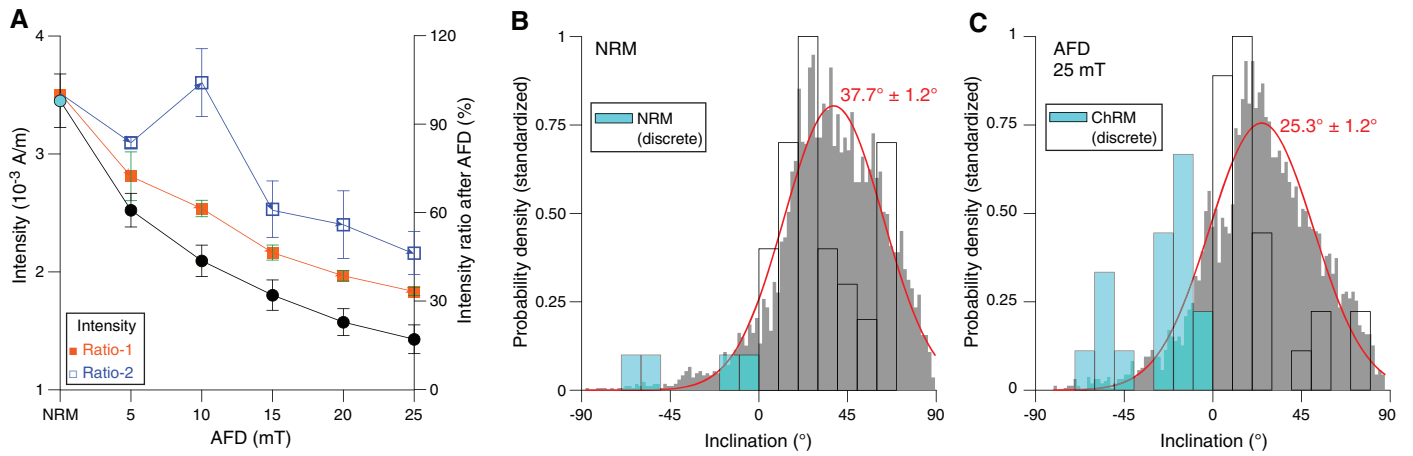 A
4
3
2
1
Intensity (10⁻³ A/m)
120
90
60
30
0
Intensity ratio after AFD (%)
Intensity
Ratio-1
Ratio-2
NRM 5 10 15 20 25
AFD (mT)
B
NRM
1
0.75
0.50
0.25
0
Probability density (standardized)
NRM
(discrete)
37.7° ± 1.2°
-90 -45 0 45 90
Inclination (°)
C
AFD
25 mT
1
0.75
0.50
0.25
0
Probability density (standardized)
ChRM
(discrete)
25.3° ± 1.2°
-90 -45 0 45 90
Inclination (°)